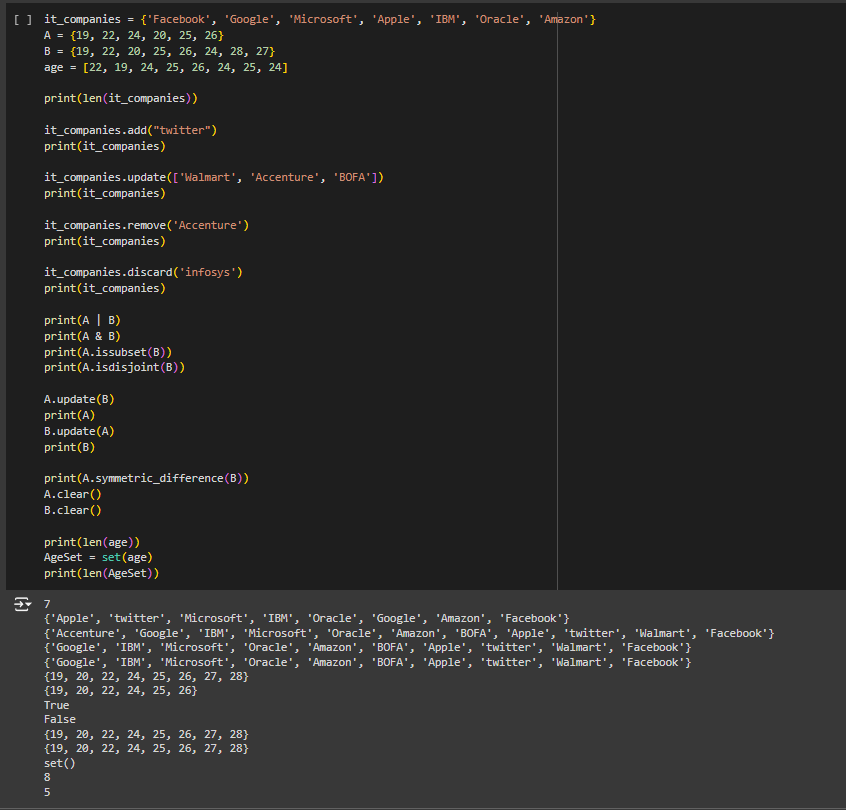 [ ] it_companies = {'Facebook', 'Google', 'Microsoft', 'Apple', 'IBM', 'Oracle', 'Amazon'}
A = {19, 22, 24, 20, 25, 26}
B = {19, 22, 20, 25, 26, 24, 28, 27}
age = [22, 19, 24, 25, 26, 24, 25, 24]
print(len(it_companies))
it_companies.add("twitter")
print(it_companies)
it_companies.update(['Walmart', 'Accenture', 'BOFA'])
print(it_companies)
it_companies.remove('Accenture')
print(it_companies)
it_companies.discard('infosys')
print(it_companies)
print(A | B)
print(A & B)
print(A.issubset(B))
print(A.isdisjoint(B))
A.update(B)
print(A)
B.update(A)
print(B)
print(A.symmetric_difference(B))
A.clear()
B.clear()
print(len(age))
AgeSet = set(age)
print(len(AgeSet))
7
{'Apple', 'twitter', 'Microsoft', 'IBM', 'Oracle', 'Google', 'Amazon', 'Facebook'}
{'Accenture', 'Google', 'IBM', 'Microsoft', 'Oracle', 'Amazon', 'BOFA', 'Apple', 'twitter', 'Walmart', 'Facebook'}
{'Google', 'IBM', 'Microsoft', 'Oracle', 'Amazon', 'BOFA', 'Apple', 'twitter', 'Walmart', 'Facebook'}
{'Google', 'IBM', 'Microsoft', 'Oracle', 'Amazon', 'BOFA', 'Apple', 'twitter', 'Walmart', 'Facebook'}
{19, 20, 22, 24, 25, 26, 27, 28}
{19, 20, 22, 24, 25, 26}
True
False
{19, 20, 22, 24, 25, 26, 27, 28}
{19, 20, 22, 24, 25, 26, 27, 28}
set()
8
5